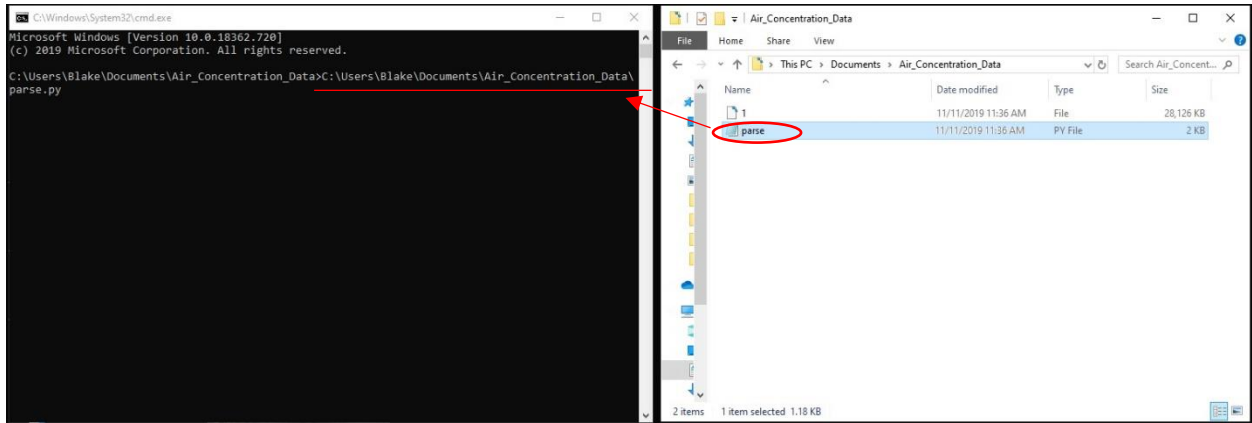 C:\Windows\System32\cmd.exe
Microsoft Windows [Version 10.0.18362.720]
(c) 2019 Microsoft Corporation. All rights reserved.
C:\Users\Blake\Documents\Air_Concentration_Data>C:\Users\Blake\Documents\Air_Concentration_Data\
parse.py
Air_Concentration_Data
File Home Share View
This PC > Documents > Air_Concentration_Data Search Air_Concent...
Name Date modified Type Size
1 11/11/2019 11:36 AM File 28,126 KB
parse 11/11/2019 11:36 AM PY File 2 KB
2 items 1 item selected 1.18 KB